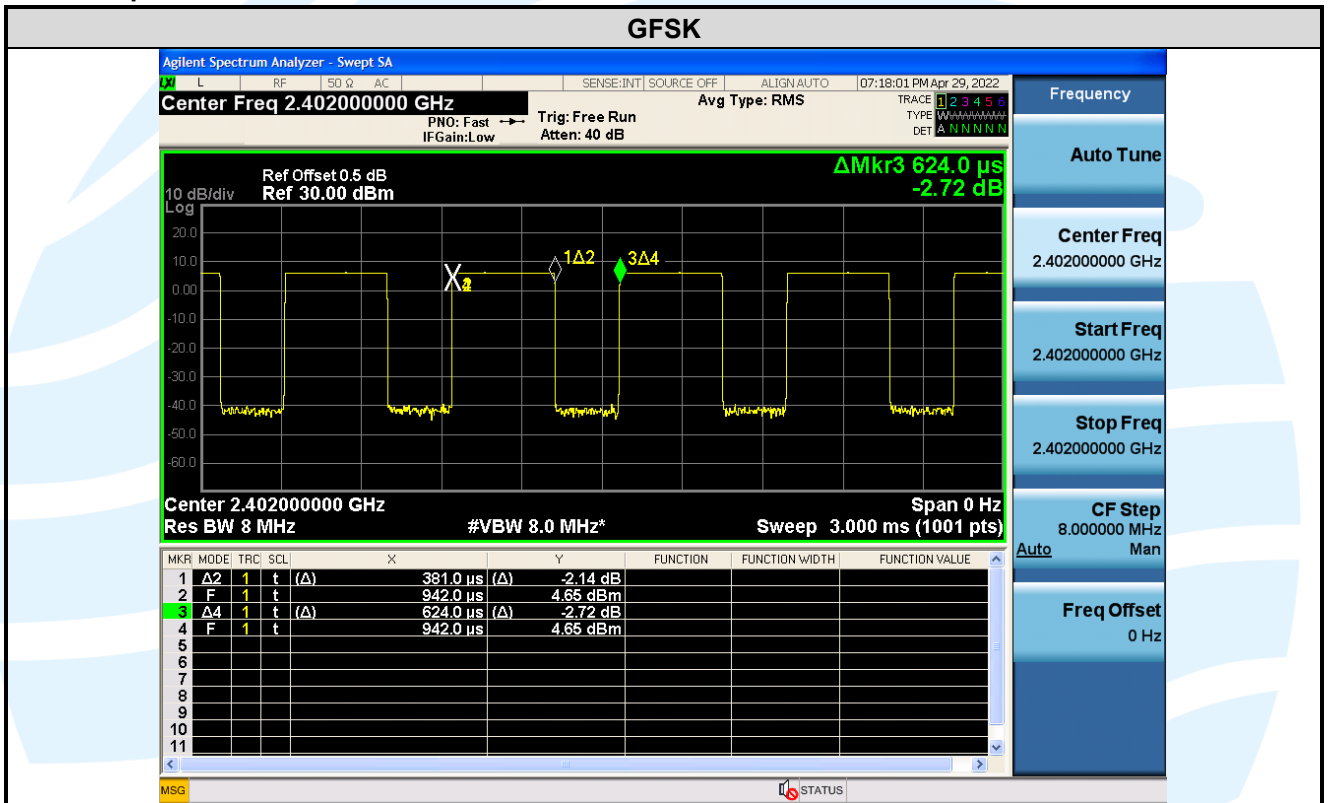 GFSK
Agilent Spectrum Analyzer - Swept SA
LXI L RF 50 Ω AC SENSE:INT SOURCE OFF ALIGN AUTO 07:18:01 PM Apr 29, 2022
Center Freq 2.402000000 GHz Avg Type: RMS TRACE 1 2 3 4 5 6
PNO: Fast Trig: Free Run TYPE
IFGain:Low Atten: 40 dB DET A N N N N N
Frequency
Auto Tune
Center Freq
2.402000000 GHz
Start Freq
2.402000000 GHz
Stop Freq
2.402000000 GHz
CF Step
8.000000 MHz
Auto Man
Freq Offset
0 Hz
ΔMkr3 624.0 µs
-2.72 dB
Ref Offset 0.5 dB
10 dB/div Ref 30.00 dBm
Log
20.0
10.0
0.00
-10.0
-20.0
-30.0
-40.0
-50.0
-60.0
1Δ2 3Δ4
Center 2.402000000 GHz Span 0 Hz
Res BW 8 MHz #VBW 8.0 MHz* Sweep 3.000 ms (1001 pts)
MKR MODE TRC SCL X Y FUNCTION FUNCTION WIDTH FUNCTION VALUE
1 Δ2 1 t (Δ) 381.0 µs (Δ) -2.14 dB
2 F 1 t 942.0 µs 4.65 dBm
3 Δ4 1 t (Δ) 624.0 µs (Δ) -2.72 dB
4 F 1 t 942.0 µs 4.65 dBm
5
6
7
8
9
10
11
MSG STATUS